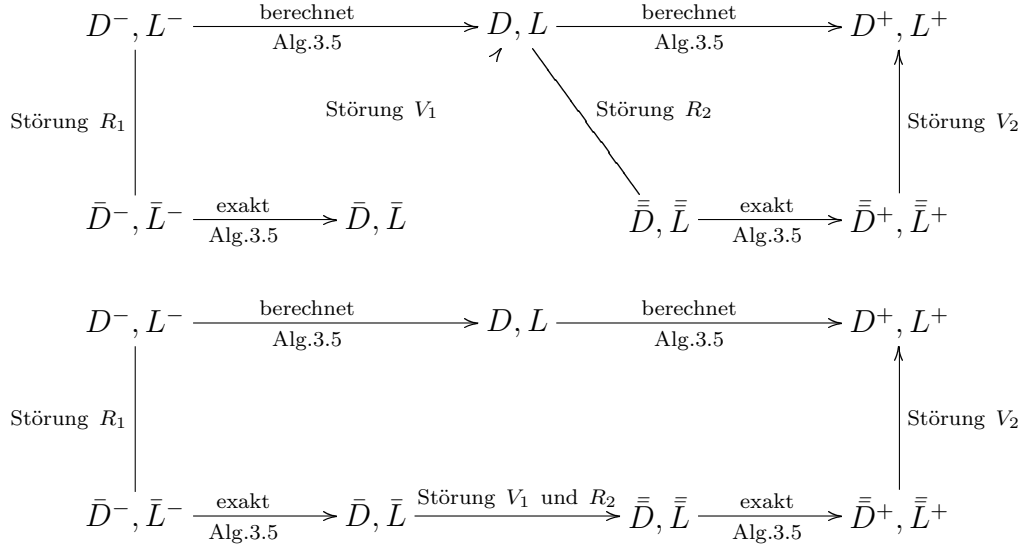 berechnet berechnet
D⁻, L⁻ D, L D⁺, L⁺
Alg.3.5 Alg.3.5
Störung V₁ Störung R₂
Störung R₁ Störung V₂
exakt exakt
D̄⁻, L̄⁻ D̄, L̄ D̿, L̿ D̿⁺, L̿⁺
Alg.3.5 Alg.3.5
berechnet berechnet
D⁻, L⁻ D, L D⁺, L⁺
Alg.3.5 Alg.3.5
Störung R₁ Störung V₂
exakt Störung V₁ und R₂ exakt
D̄⁻, L̄⁻ D̄, L̄ D̿, L̿ D̿⁺, L̿⁺
Alg.3.5 Alg.3.5